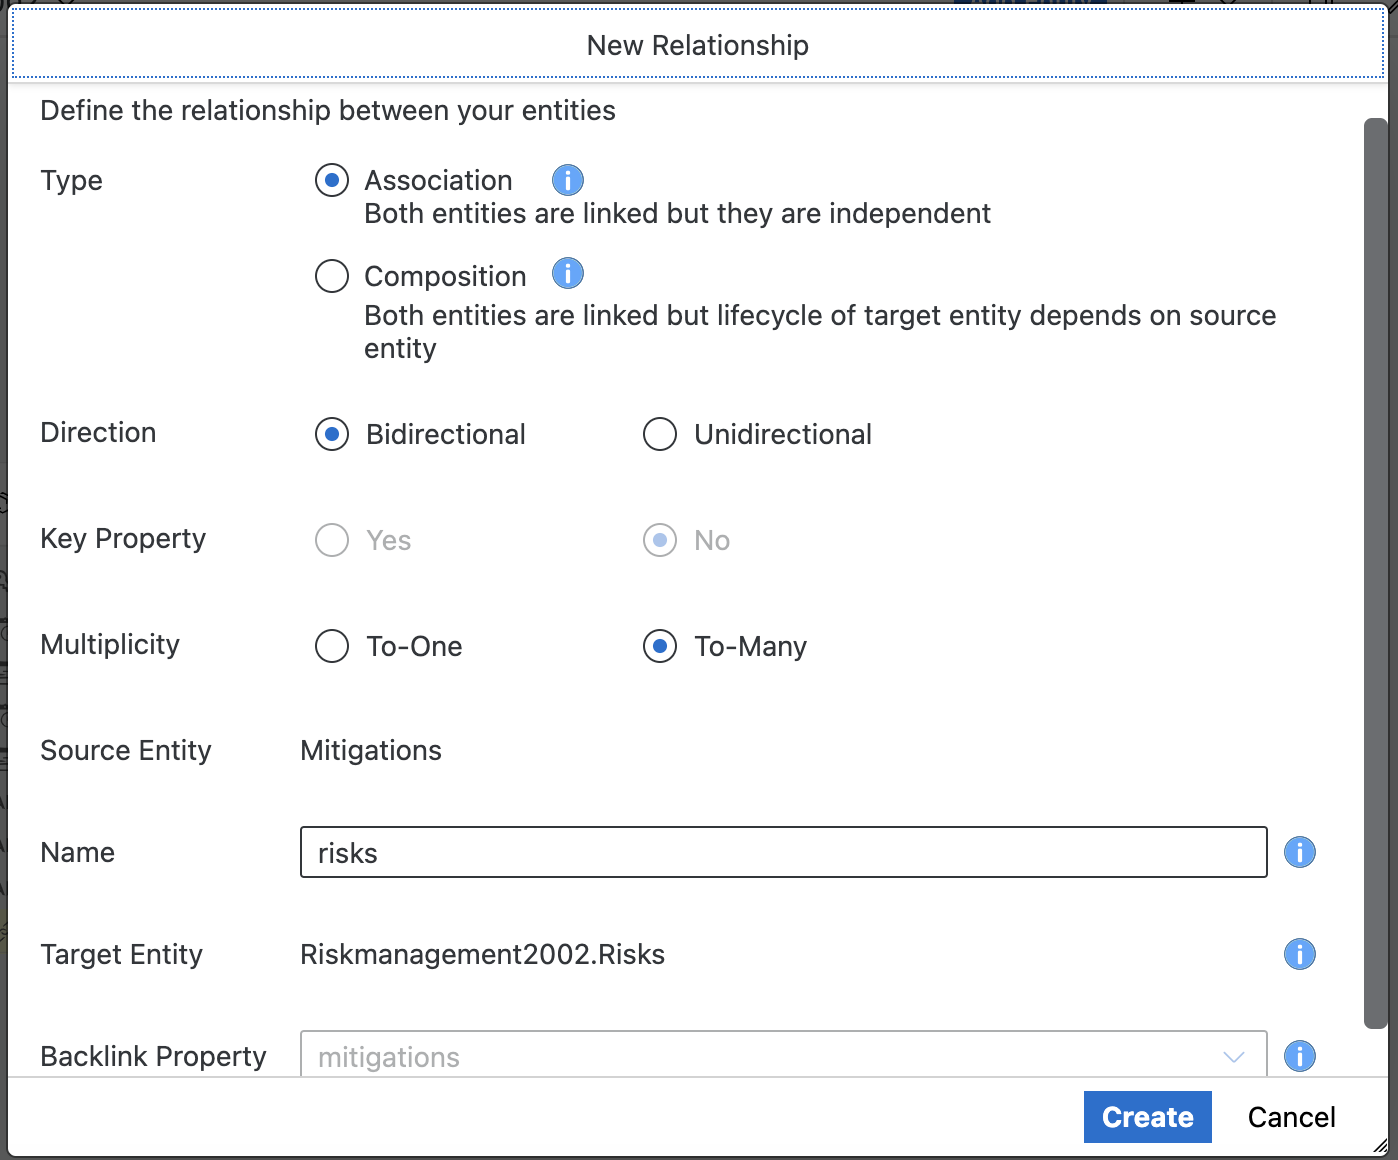 New Relationship
Define the relationship between your entities
Type
Association
Both entities are linked but they are independent
Composition
Both entities are linked but lifecycle of target entity depends on source
entity
Direction
Bidirectional
Unidirectional
Key Property
Yes
No
Multiplicity
To-One
To-Many
Source Entity
Mitigations
Name
risks
Target Entity
Riskmanagement2002.Risks
Backlink Property
mitigations
Create
Cancel